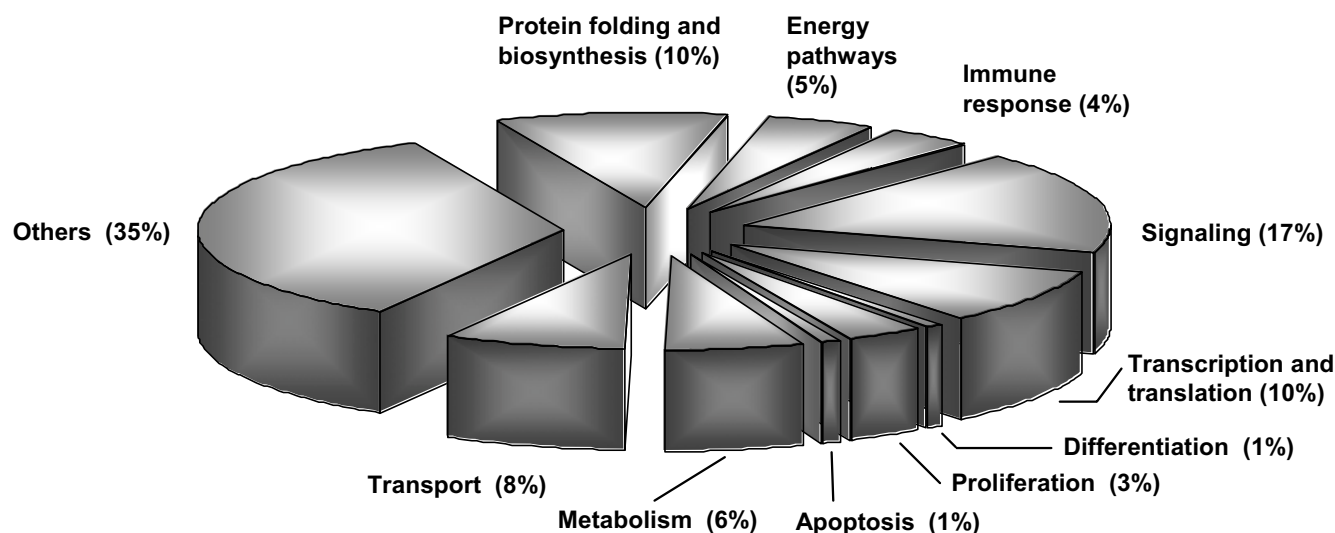 Protein folding and
biosynthesis (10%)
Energy
pathways
(5%)
Immune
response (4%)
Others (35%)
Signaling (17%)
Transcription and
translation (10%)
Differentiation (1%)
Proliferation (3%)
Transport (8%)
Metabolism (6%)
Apoptosis (1%)